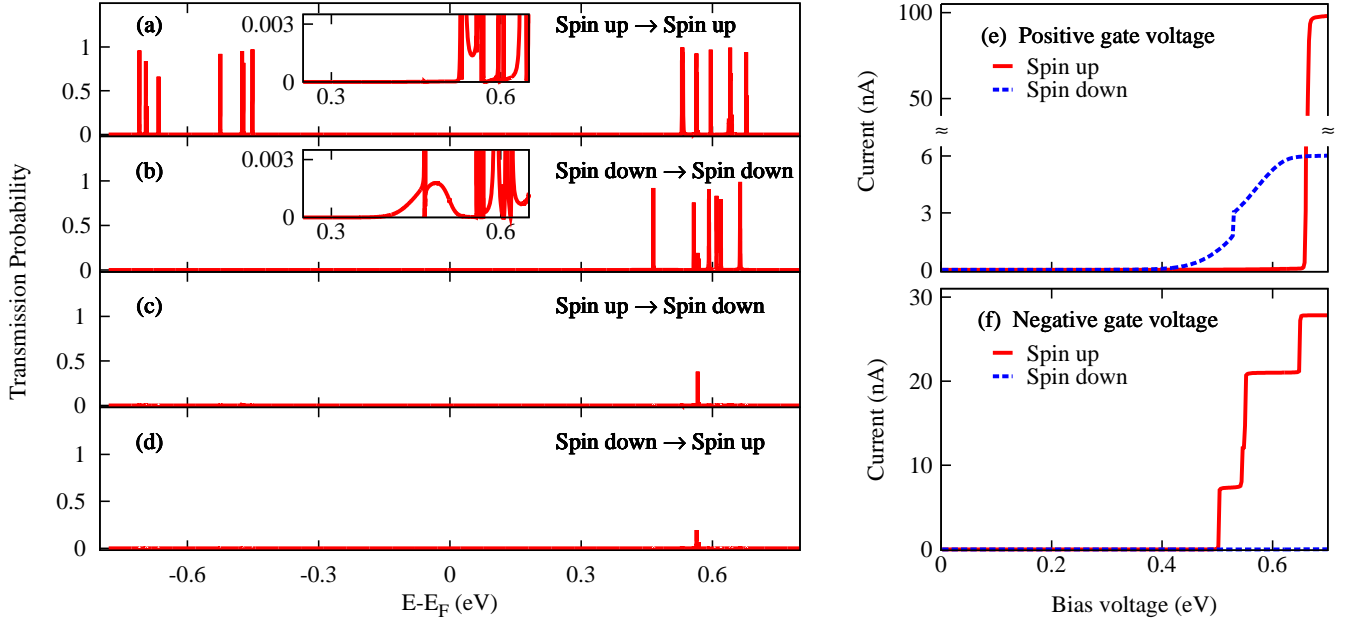 Transmission Probability
(a)
Spin up → Spin up
1
0.5
0
0.003
0
0.3
0.6
(b)
Spin down → Spin down
1
0.5
0
0.003
0
0.3
0.6
(c)
Spin up → Spin down
1
0.5
0
(d)
Spin down → Spin up
1
0.5
0
-0.6
-0.3
0
0.3
0.6
E-E_F (eV)
Current (nA)
(e) Positive gate voltage
Spin up
Spin down
100
80
≈
≈
6
3
0
Current (nA)
(f) Negative gate voltage
Spin up
Spin down
30
20
10
0
0
0.2
0.4
0.6
Bias voltage (eV)